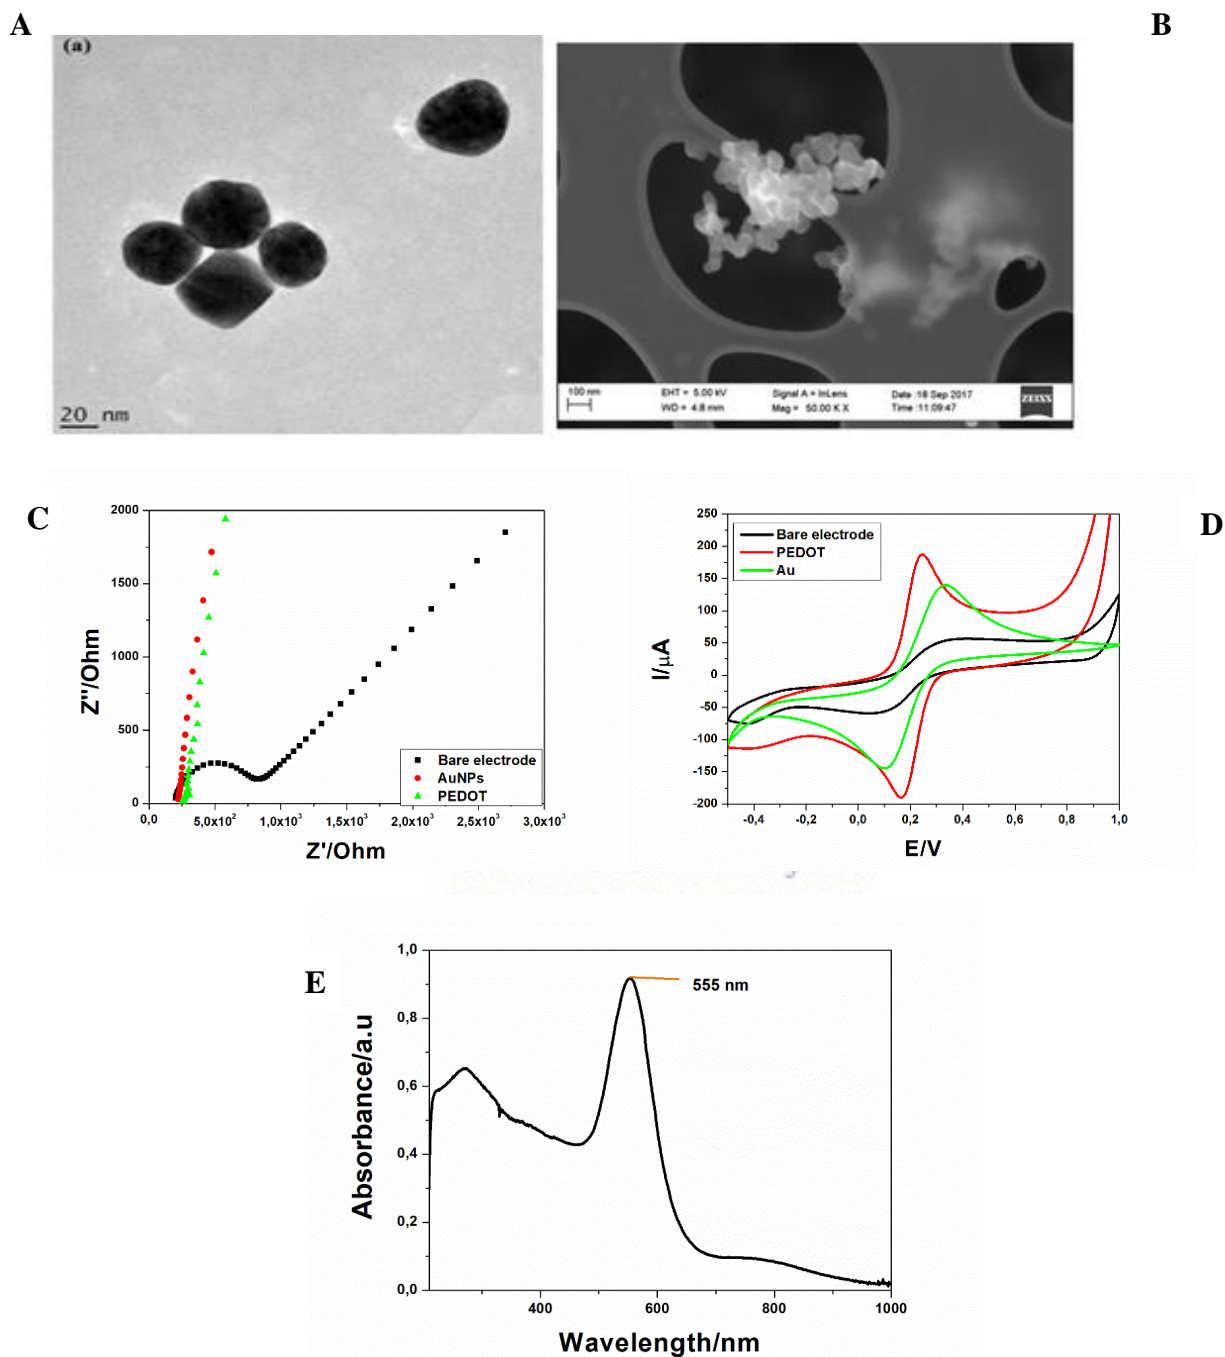 A
B
(a)
20 nm
100 nm
EHT = 5.00 kV
Signal A = InLens
Date :18 Sep 2017
WD = 4.8 mm
Mag = 50.00 K X
Time :11:09:47
ZEISS
C
2000
1500
1000
500
0
Z''/Ohm
Bare electrode
AuNPs
PEDOT
0,0
5,0x10²
1,0x10³
1,5x10³
2,0x10³
2,5x10³
3,0x10³
Z'/Ohm
D
250
200
150
100
50
0
-50
-100
-150
-200
I/μA
Bare electrode
PEDOT
Au
-0,4
-0,2
0,0
0,2
0,4
0,6
0,8
1,0
E/V
E
1,0
0,8
0,6
0,4
0,2
0,0
Absorbance/a.u
555 nm
400
600
800
1000
Wavelength/nm